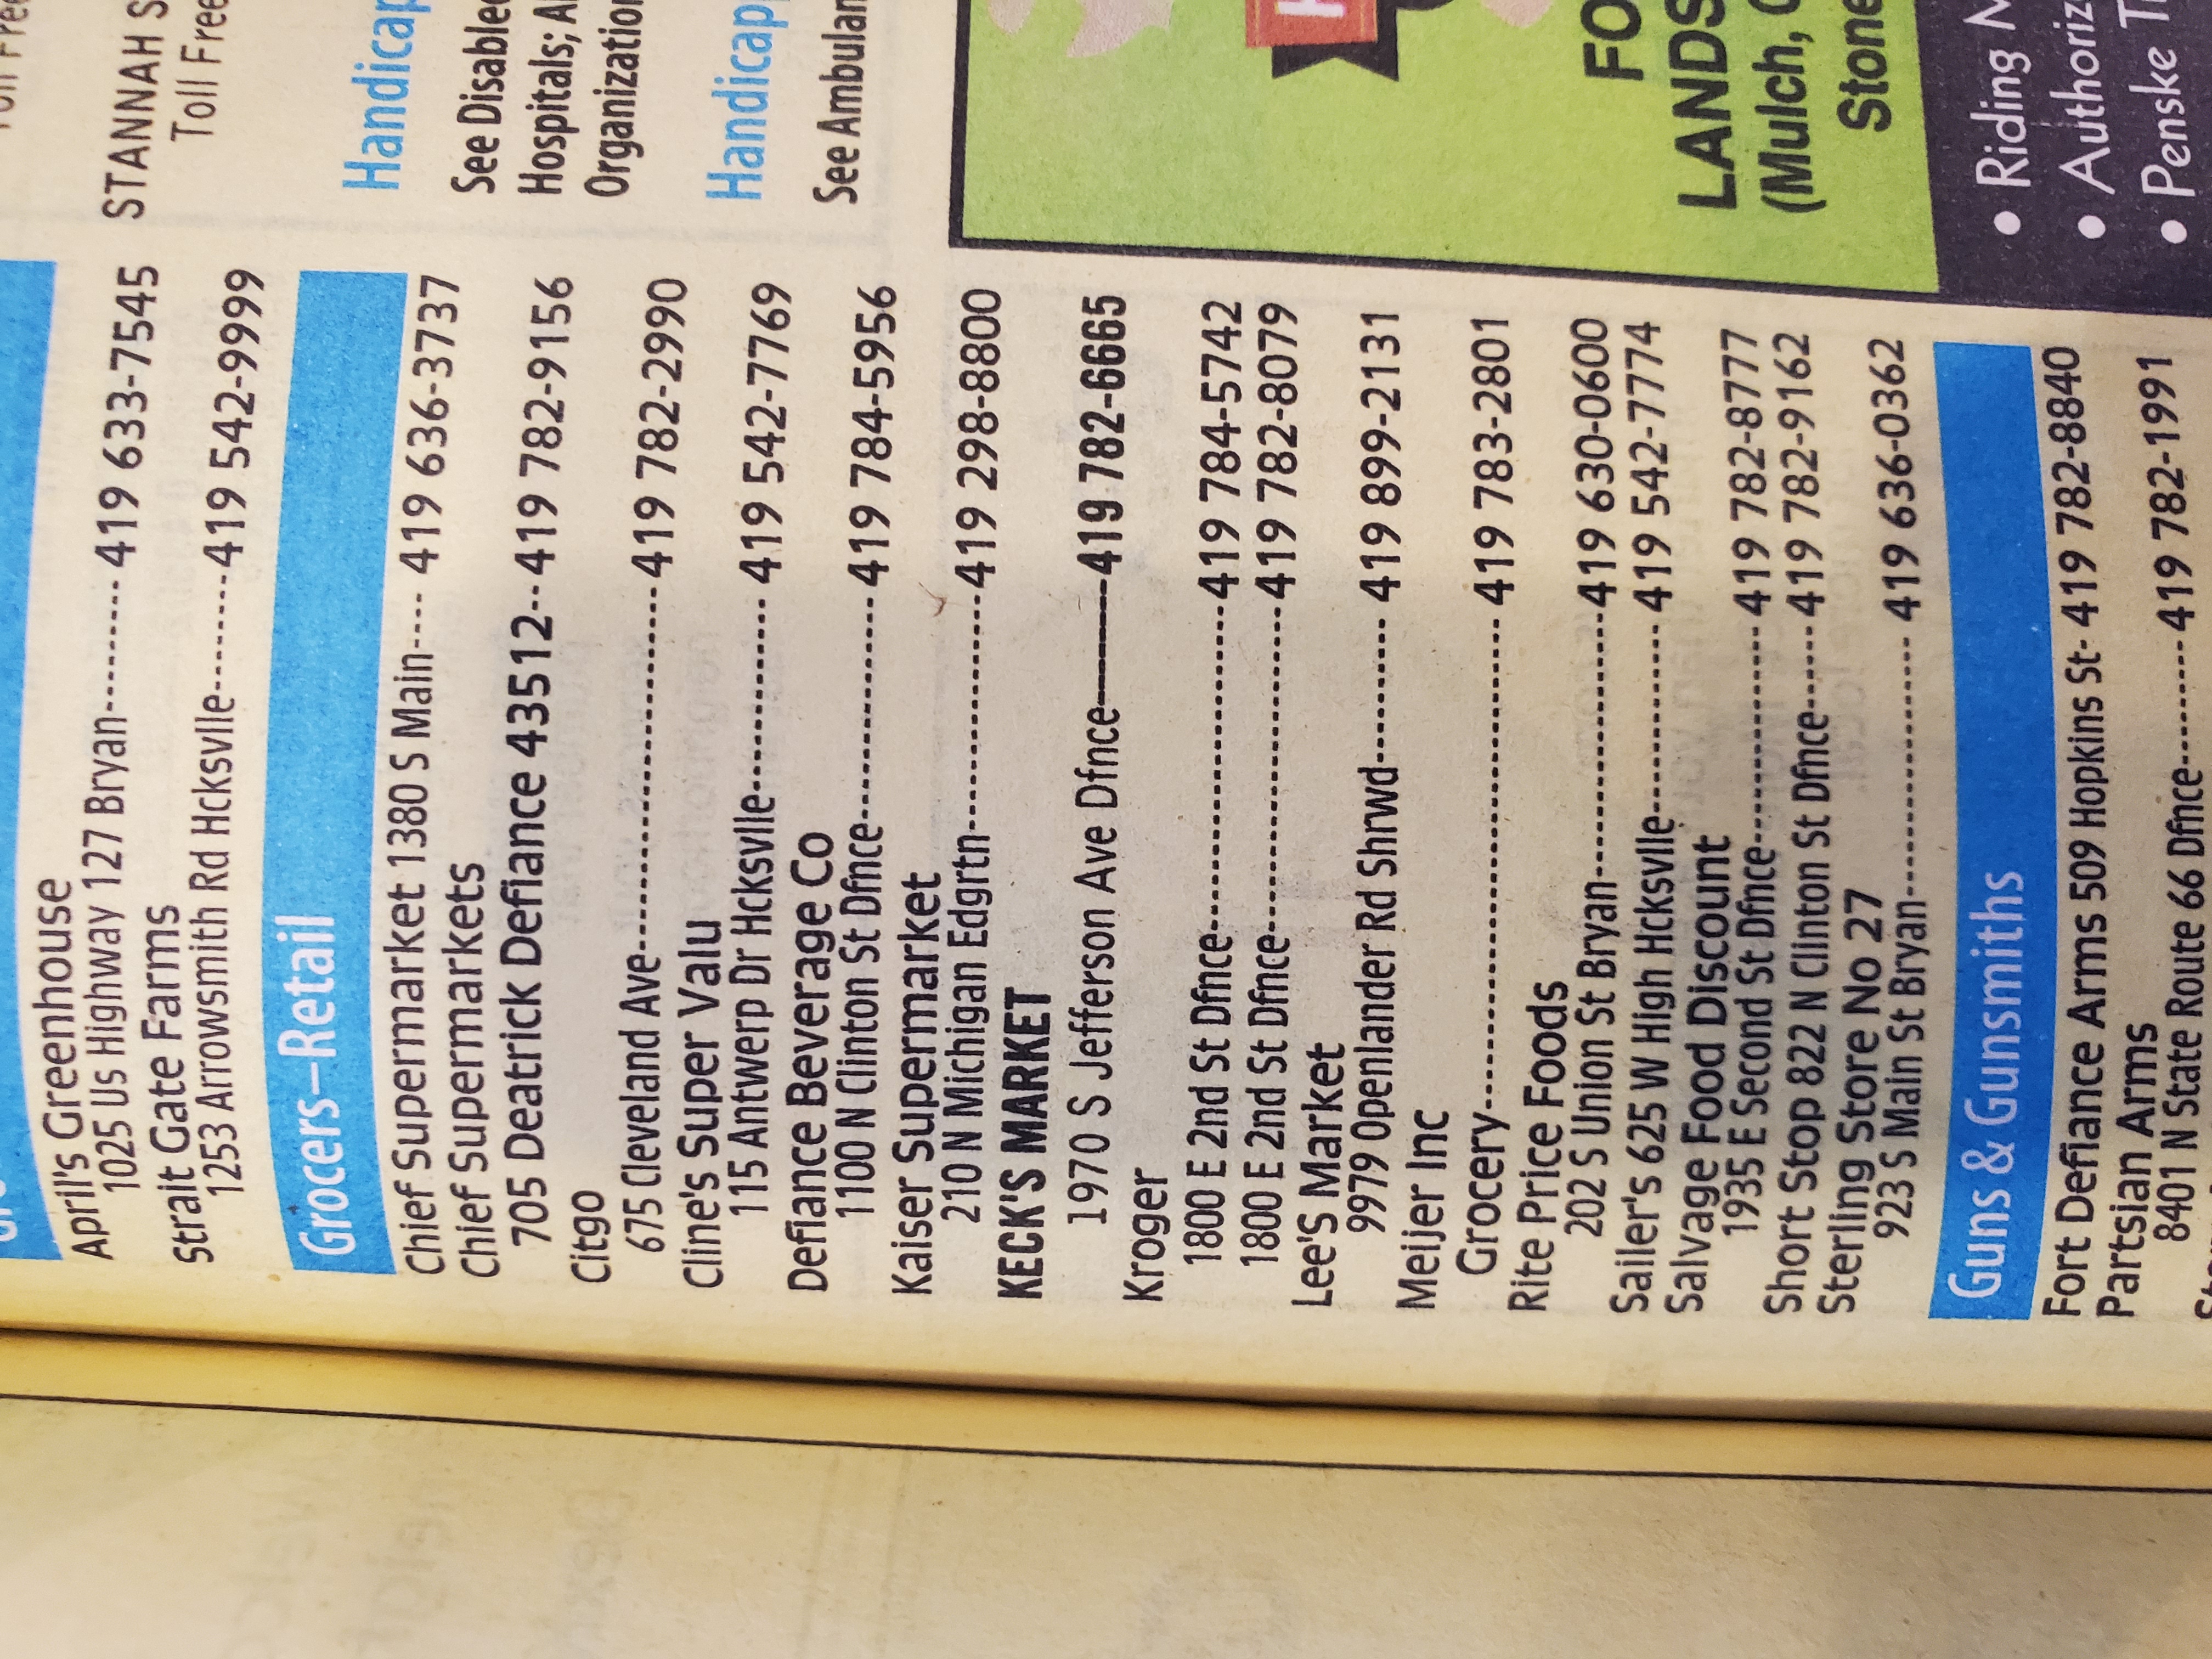 April's Greenhouse
1025 Us Highway 127 Bryan---------- 419 633-7545
Strait Gate Farms
1253 Arrowsmith Rd Hcksvlle-------419 542-9999
Grocers–Retail
Chief Supermarket 1380 S Main---- 419 636-3737
Chief Supermarkets
705 Deatrick Defiance 43512--419 782-9156
Citgo
675 Cleveland Ave--------------------------419 782-2990
Cline's Super Valu
115 Antwerp Dr Hcksvlle------------- 419 542-7769
Defiance Beverage Co
1100 N Clinton St Dfnce---------------419 784-5956
Kaiser Supermarket
210 N Michigan Edgrtn----------------419 298-8800
KECK'S MARKET
1970 S Jefferson Ave Dfnce———419 782-6665
Kroger
1800 E 2nd St Dfnce----------------------419 784-5742
1800 E 2nd St Dfnce----------------------419 782-8079
Lee'S Market
9979 Openlander Rd Shrwd--------- 419 899-2131
Meijer Inc
Grocery---------------------------------- 419 783-2801
Rite Price Foods
202 S Union St Bryan------------------419 630-0600
Sailer's 625 W High Hcksvlle------------- 419 542-7774
Salvage Food Discount
1935 E Second St Dfnce-------------- 419 782-8777
Short Stop 822 N Clinton St Dfnce------419 782-9162
Sterling Store No 27
923 S Main St Bryan------------------ 419 636-0362
Guns & Gunsmiths
Fort Defiance Arms 509 Hopkins St- 419 782-8840
Partsian Arms
8401 N State Route 66 Dfnce-------- 419 782-1991
STANNAH S
Toll Free
Handicap
See Disabled
Hospitals; A
Organization
Handicap
See Ambulan
FO
LANDS
(Mulch, C
Stone
• Riding M
• Authoriz
• Penske T